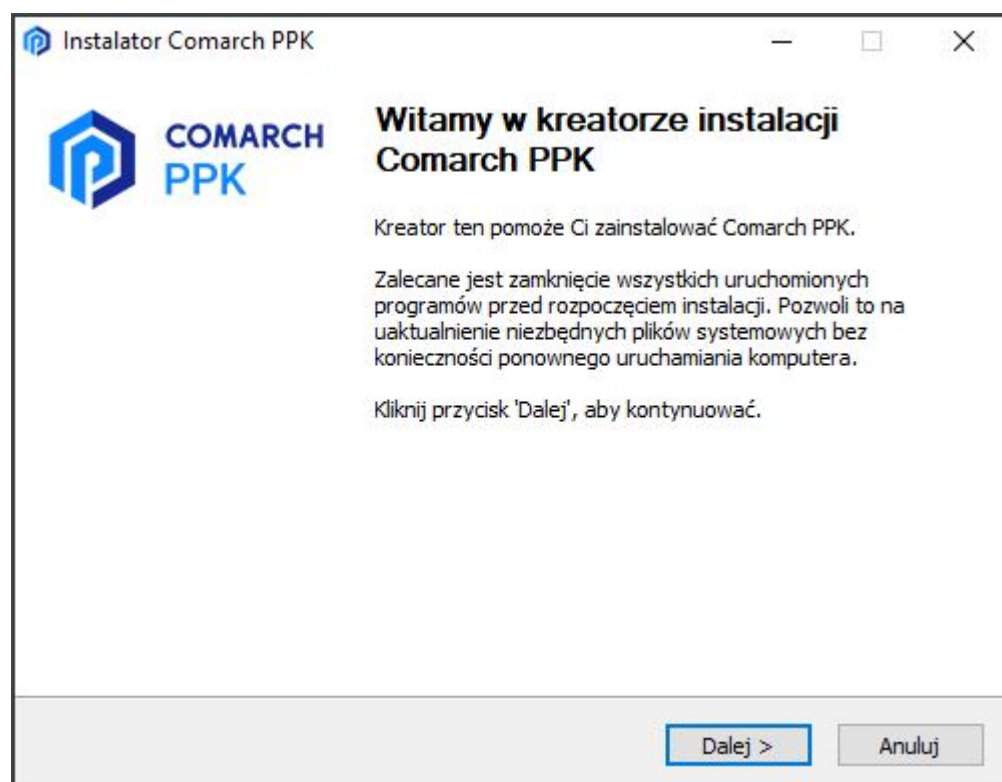 Instalator Comarch PPK
COMARCH
PPK
Witamy w kreatorze instalacji
Comarch PPK
Kreator ten pomoże Ci zainstalować Comarch PPK.
Zalecane jest zamknięcie wszystkich uruchomionych
programów przed rozpoczęciem instalacji. Pozwoli to na
uaktualnienie niezbędnych plików systemowych bez
konieczności ponownego uruchamiania komputera.
Kliknij przycisk 'Dalej', aby kontynuować.
Dalej >
Anuluj